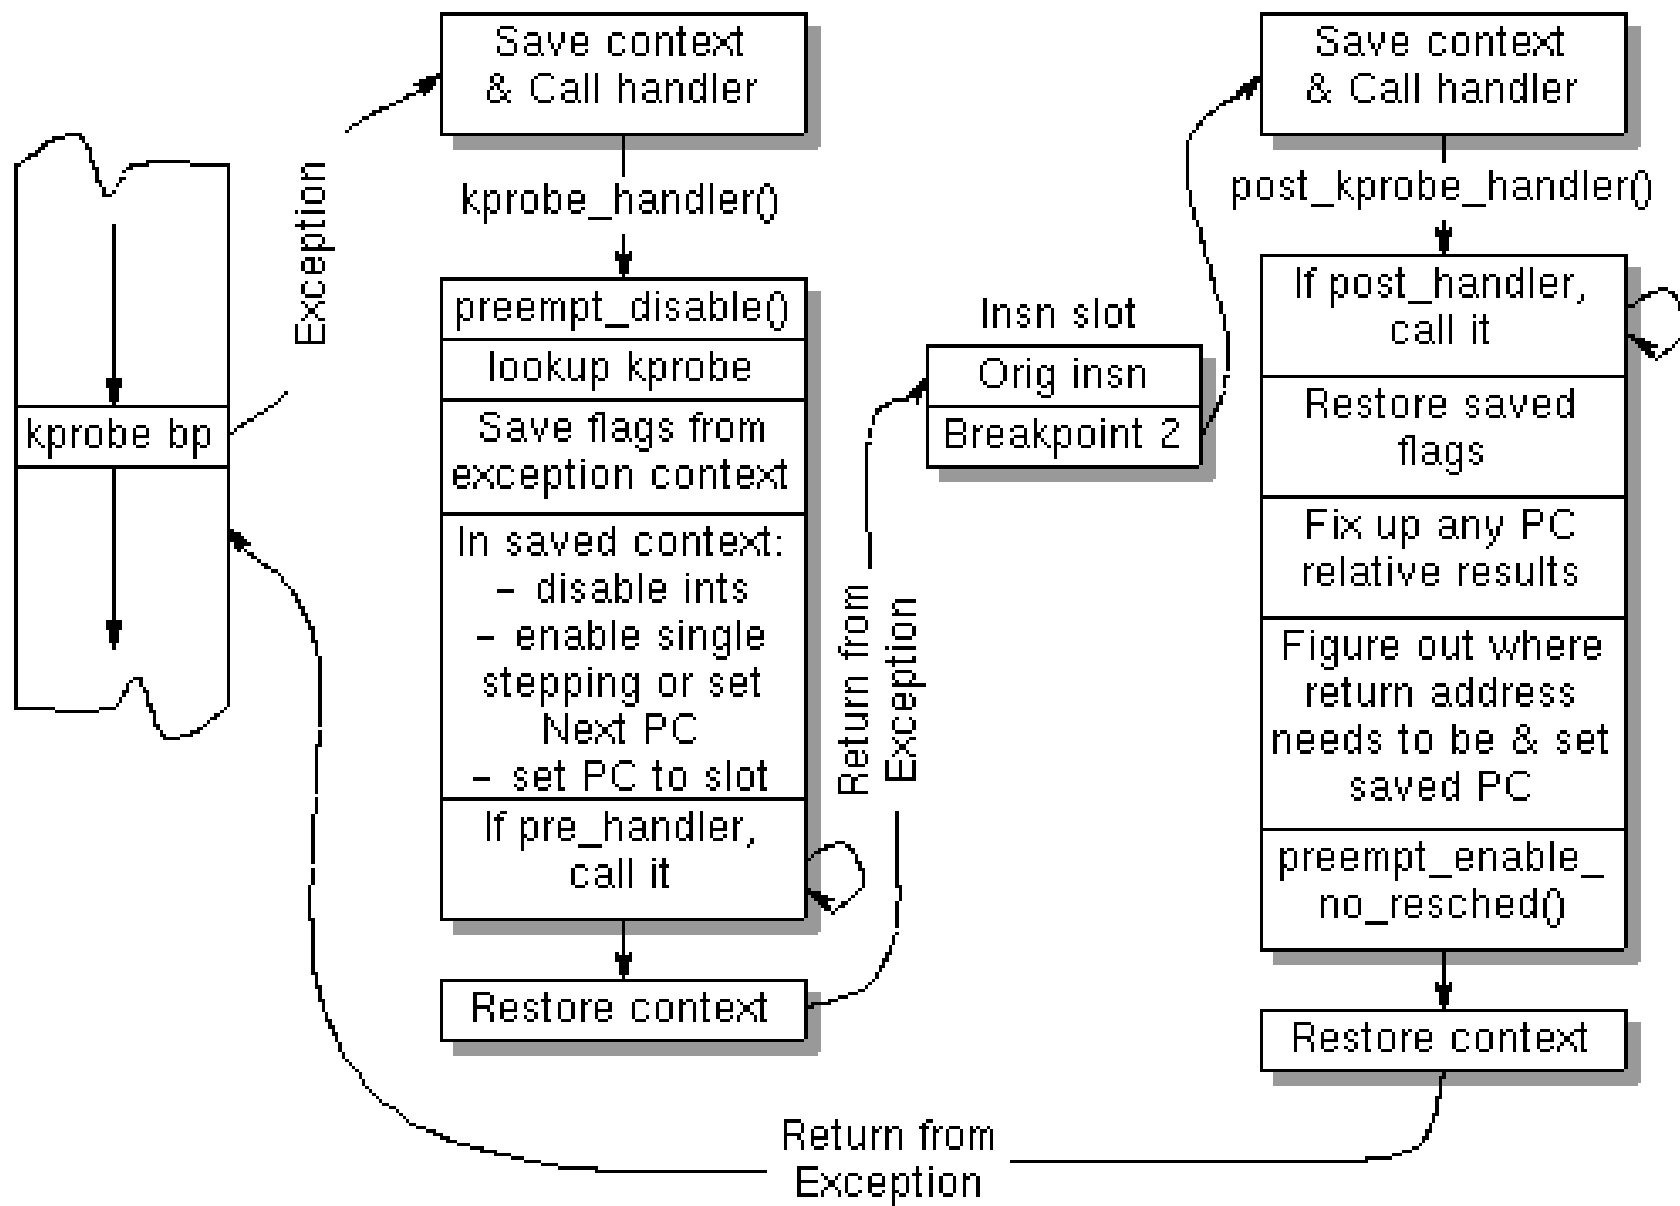 kprobe bp
Exception
Save context
& Call handler
kprobe_handler()
preempt_disable()
lookup kprobe
Save flags from
exception context
In saved context:
– disable ints
– enable single
stepping or set
Next PC
– set PC to slot
If pre_handler,
call it
Restore context
Return from
Exception
Insn slot
Orig insn
Breakpoint 2
Save context
& Call handler
post_kprobe_handler()
If post_handler,
call it
Restore saved
flags
Fix up any PC
relative results
Figure out where
return address
needs to be & set
saved PC
preempt_enable_
no_resched()
Restore context
Return from
Exception